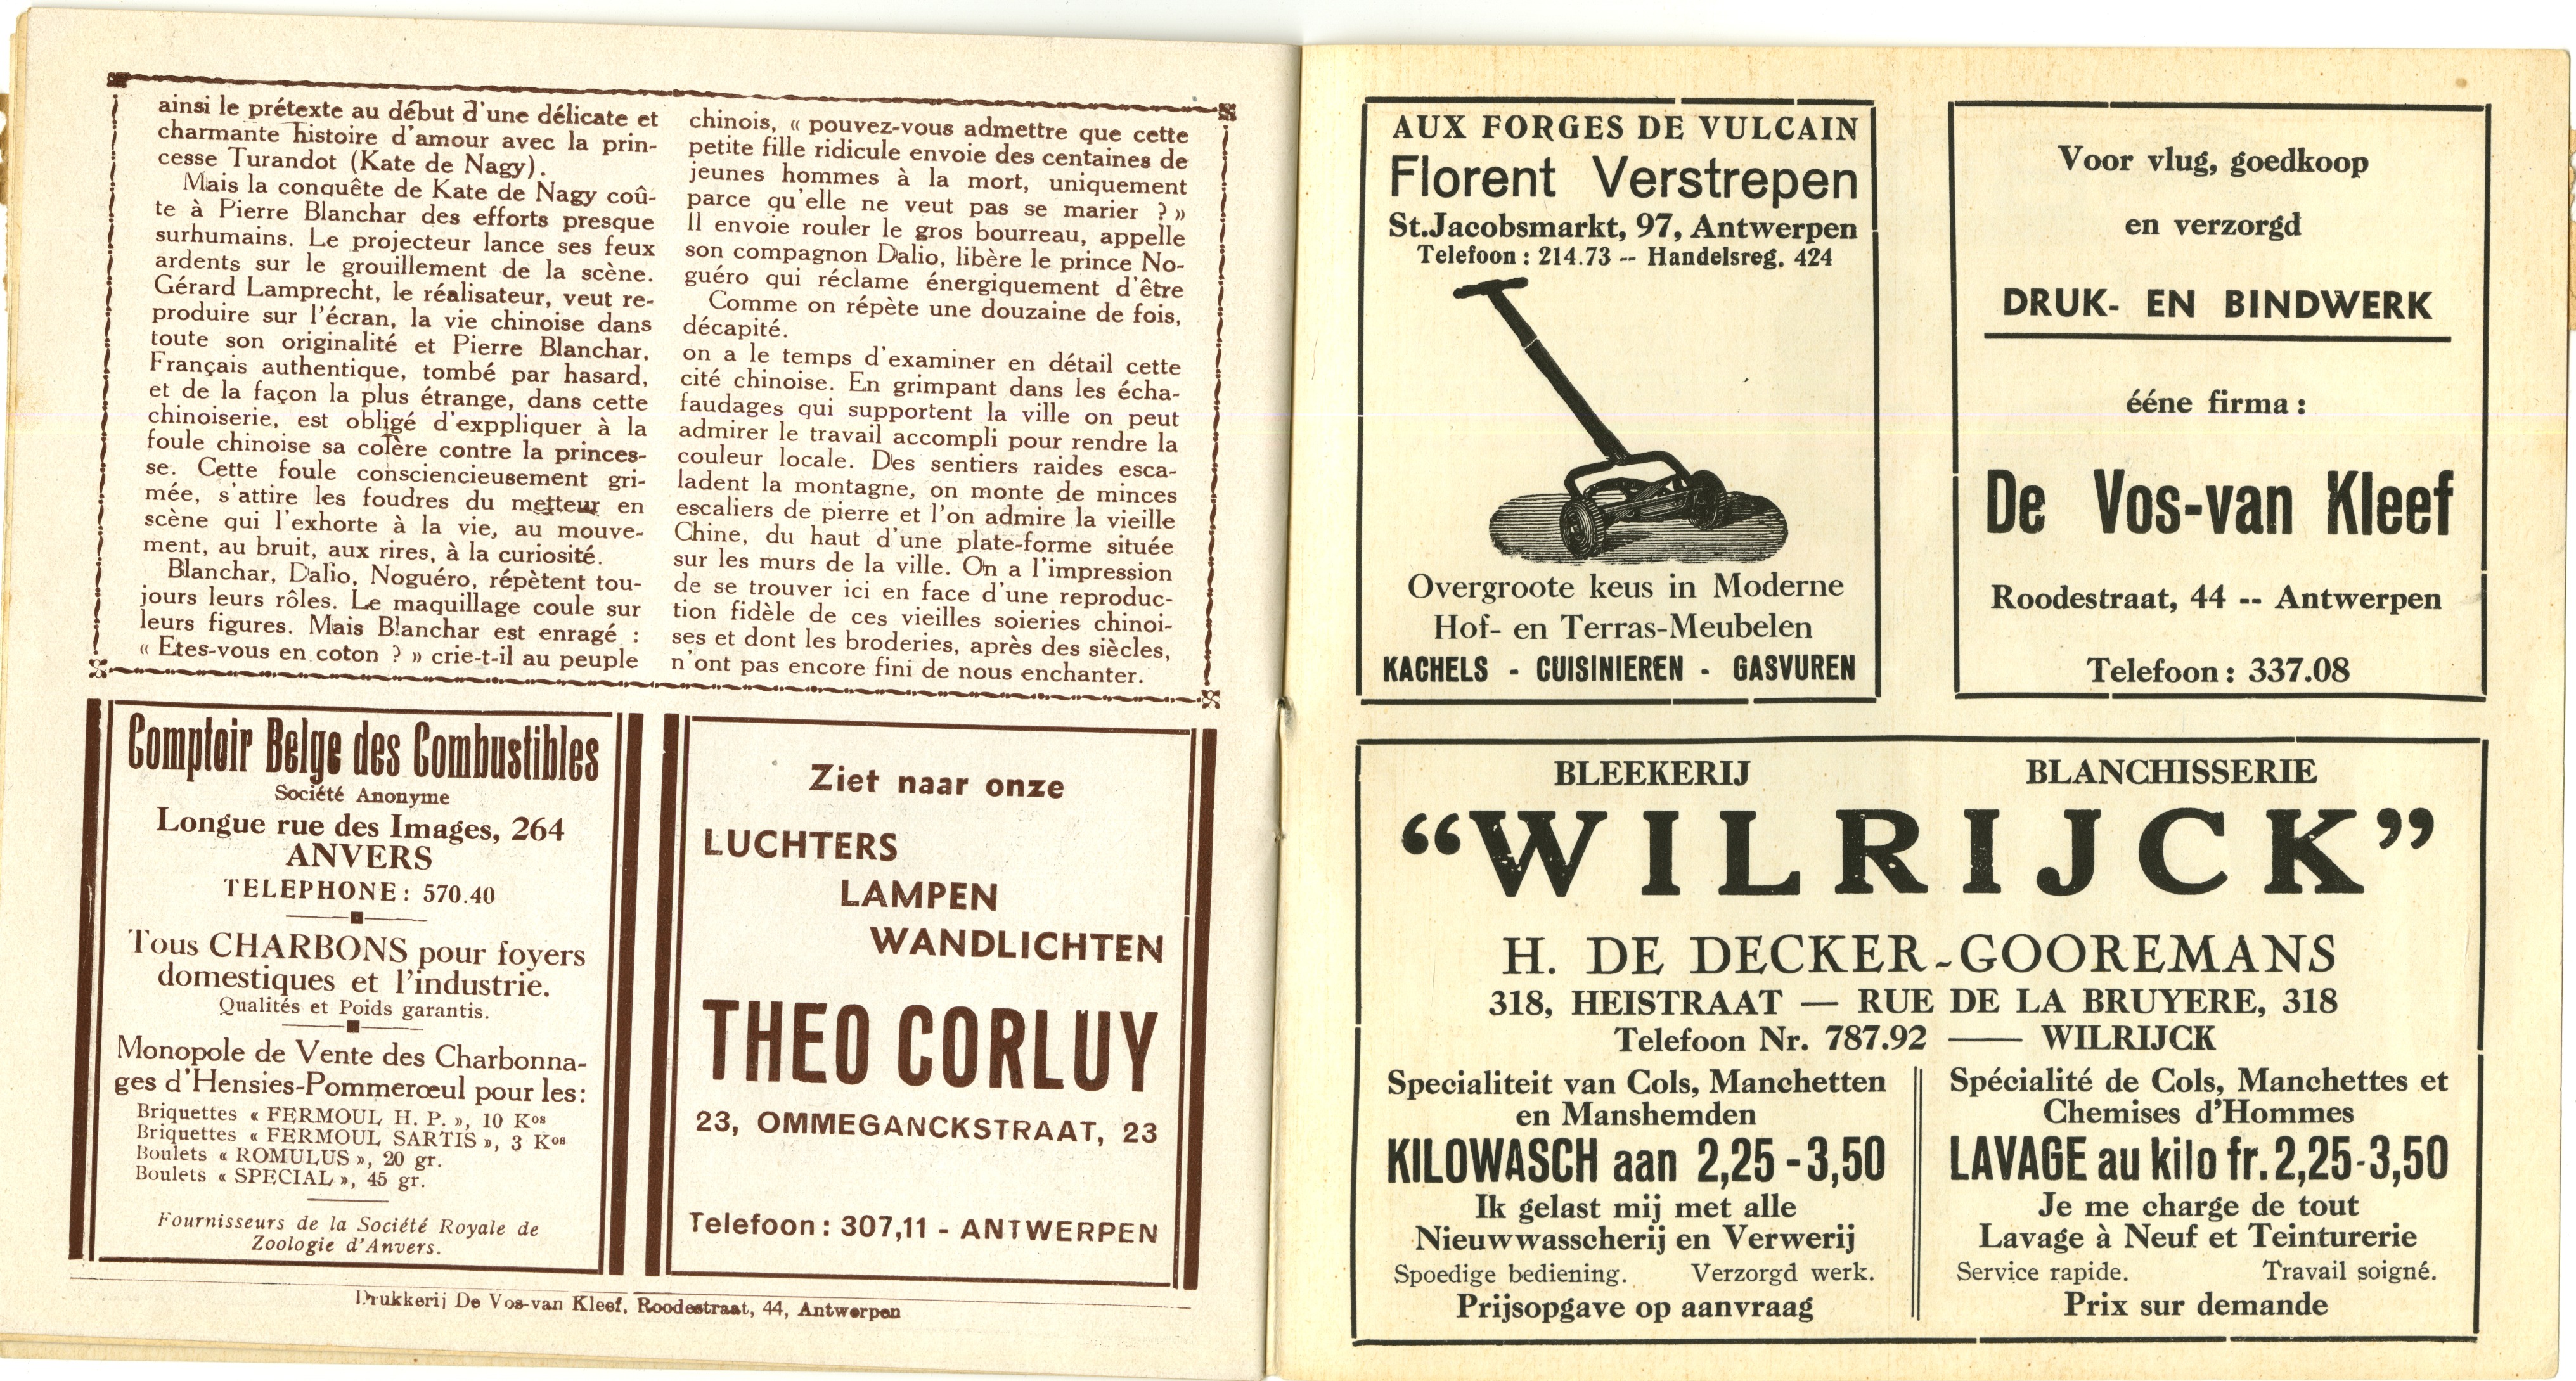 ainsi le prétexte au début d'une délicate et
charmante histoire d'amour avec la prin-
cesse Turandot (Kate de Nagy).
Mais la conquête de Kate de Nagy coû-
te à Pierre Blanchar des efforts presque
surhumains. Le projecteur lance ses feux
ardents sur le grouillement de la scène.
Gérard Lamprecht, le réalisateur, veut re-
produire sur l'écran, la vie chinoise dans
toute son originalité et Pierre Blanchar,
Français authentique, tombé par hasard,
et de la façon la plus étrange, dans cette
chinoiserie, est obligé d'exppliquer à la
foule chinoise sa colère contre la princes-
se. Cette foule consciencieusement gri-
mée, s'attire les foudres du metteur en
scène qui l'exhorte à la vie, au mouve-
ment, au bruit, aux rires, à la curiosité.
Blanchar, Dalio, Noguéro, répètent tou-
jours leurs rôles. Le maquillage coule sur
leurs figures. Mais Blanchar est enragé :
« Etes-vous en coton ? » crie-t-il au peuple
chinois, « pouvez-vous admettre que cette
petite fille ridicule envoie des centaines de
jeunes hommes à la mort, uniquement
parce qu'elle ne veut pas se marier ? »
Il envoie rouler le gros bourreau, appelle
son compagnon Dalio, libère le prince No-
guéro qui réclame énergiquement d'être
Comme on répète une douzaine de fois,
décapité.
on a le temps d'examiner en détail cette
cité chinoise. En grimpant dans les écha-
faudages qui supportent la ville on peut
admirer le travail accompli pour rendre la
couleur locale. Des sentiers raides esca-
ladent la montagne, on monte de minces
escaliers de pierre et l'on admire la vieille
Chine, du haut d'une plate-forme située
sur les murs de la ville. On a l'impression
de se trouver ici en face d'une reproduc-
tion fidèle de ces vieilles soieries chinoi-
ses et dont les broderies, après des siècles,
n'ont pas encore fini de nous enchanter.
Comptoir Belge des Combustibles
Société Anonyme
Longue rue des Images, 264
ANVERS
TELEPHONE : 570.40
Tous CHARBONS pour foyers
domestiques et l'industrie.
Qualités et Poids garantis.
Monopole de Vente des Charbonna-
ges d'Hensies-Pommerœul pour les :
Briquettes « FERMOUL H. P. », 10 Kos
Briquettes « FERMOUL SARTIS », 3 Kos
Boulets « ROMULUS », 20 gr.
Boulets « SPECIAL », 45 gr.
Fournisseurs de la Société Royale de
Zoologie d'Anvers.
Ziet naar onze
LUCHTERS
LAMPEN
WANDLICHTEN
THEO CORLUY
23, OMMEGANCKSTRAAT, 23
Telefoon : 307,11 - ANTWERPEN
Drukkerij De Vos-van Kleef, Roodestraat, 44, Antwerpen
AUX FORGES DE VULCAIN
Florent Verstrepen
St.Jacobsmarkt, 97, Antwerpen
Telefoon : 214.73 -- Handelsreg. 424
Overgroote keus in Moderne
Hof- en Terras-Meubelen
KACHELS - CUISINIEREN - GASVUREN
Voor vlug, goedkoop
en verzorgd
DRUK- EN BINDWERK
ééne firma :
De Vos-van Kleef
Roodestraat, 44 -- Antwerpen
Telefoon : 337.08
BLEEKERIJ BLANCHISSERIE
“WILRIJCK”
H. DE DECKER-GOOREMANS
318, HEISTRAAT — RUE DE LA BRUYERE, 318
Telefoon Nr. 787.92 — WILRIJCK
Specialiteit van Cols, Manchetten
en Manshemden
KILOWASCH aan 2,25 - 3,50
Ik gelast mij met alle
Nieuwwasscherij en Verwerij
Spoedige bediening. Verzorgd werk.
Prijsopgave op aanvraag
Spécialité de Cols, Manchettes et
Chemises d'Hommes
LAVAGE au kilo fr. 2,25-3,50
Je me charge de tout
Lavage à Neuf et Teinturerie
Service rapide. Travail soigné.
Prix sur demande